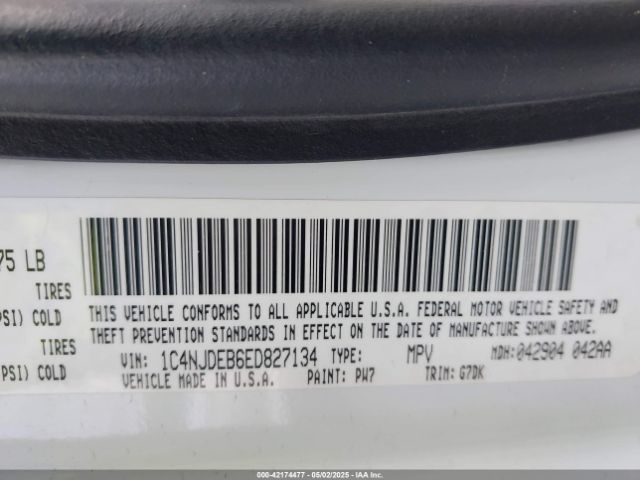 75 LB
TIRES
PSI) COLD
TIRES
PSI) COLD
THIS VEHICLE CONFORMS TO ALL APPLICABLE U.S.A. FEDERAL MOTOR VEHICLE SAFETY AND
THEFT PREVENTION STANDARDS IN EFFECT ON THE DATE OF MANUFACTURE SHOWN ABOVE.
VIN: 1C4NJDEB6ED827134 TYPE: MPV MDH: 042904 042AA
VEHICLE MADE IN U.S.A. PAINT: PW7 TRIM: G7DK
000-42174477 - 05/02/2025 - IAAI.com